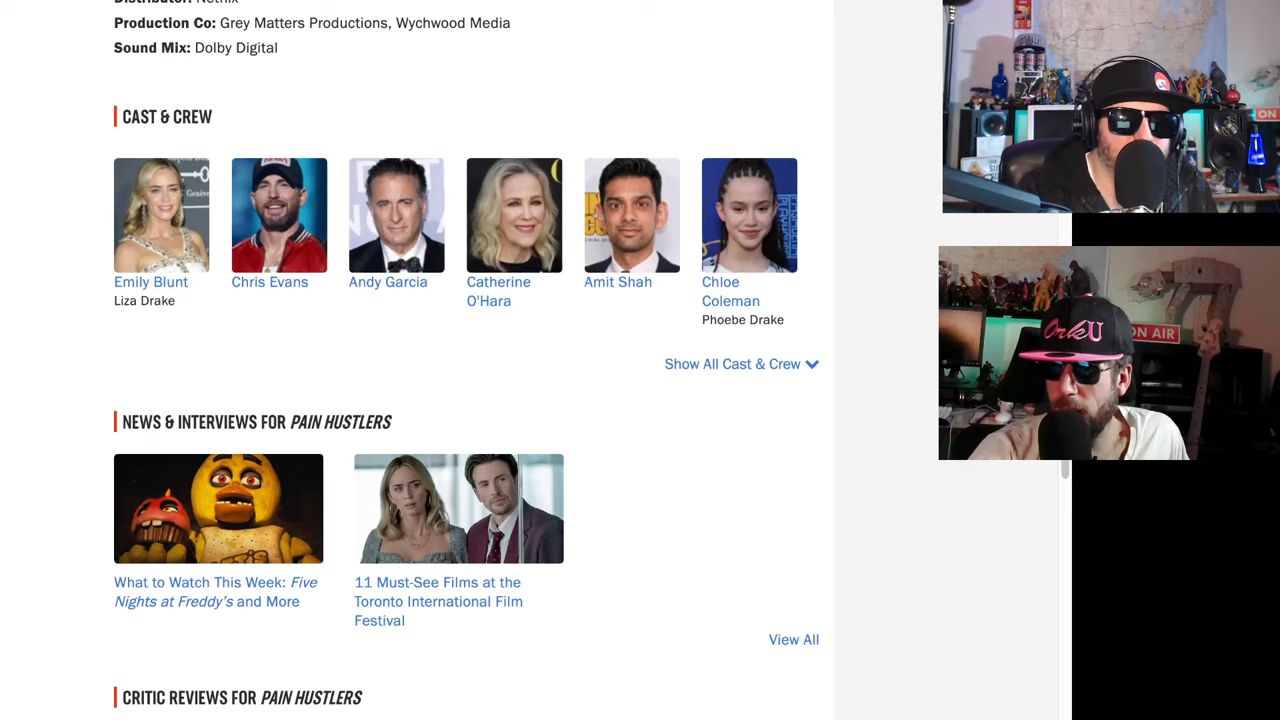 Production Co: Grey Matters Productions, Wychwood Media
Sound Mix: Dolby Digital
CAST & CREW
Emily Blunt
Liza Drake
Chris Evans
Andy Garcia
Catherine
O'Hara
Amit Shah
Chloe
Coleman
Phoebe Drake
Show All Cast & Crew
NEWS & INTERVIEWS FOR PAIN HUSTLERS
What to Watch This Week: Five
Nights at Freddy's and More
11 Must-See Films at the
Toronto International Film
Festival
View All
CRITIC REVIEWS FOR PAIN HUSTLERS
ON
OrkU
ON AIR